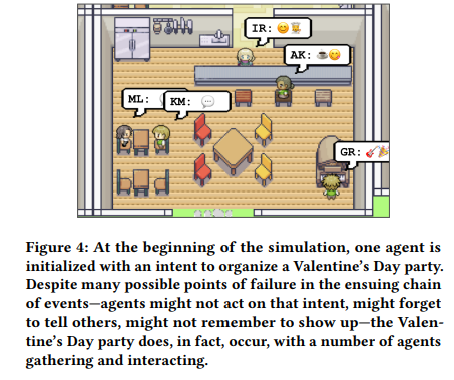 IR: 😊
AK: ☕😋
ML:
KM: 💬
GR: 🎸🎉
Figure 4: At the beginning of the simulation, one agent is
initialized with an intent to organize a Valentine's Day party.
Despite many possible points of failure in the ensuing chain
of events—agents might not act on that intent, might forget
to tell others, might not remember to show up—the Valen-
tine's Day party does, in fact, occur, with a number of agents
gathering and interacting.